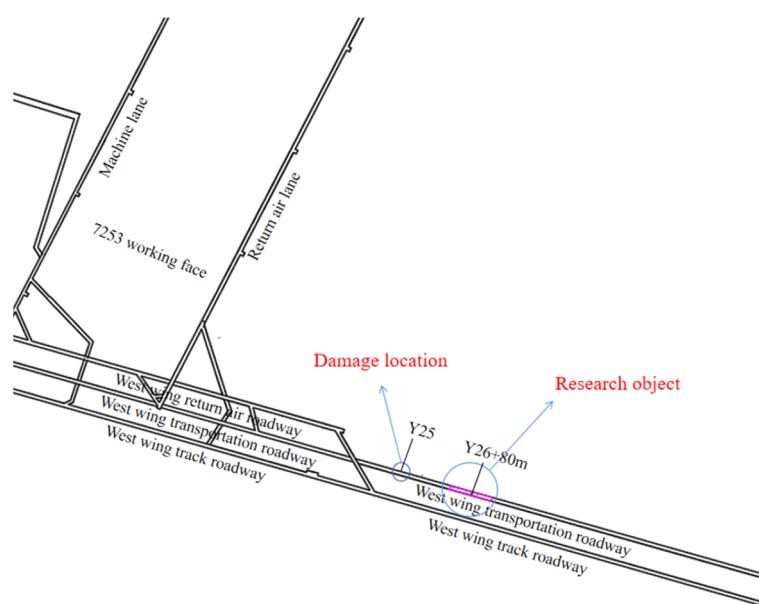 Machine lane
Return air lane
7253 working face
Damage location
Research object
Y25
Y26+80m
West wing return air roadway
West wing transportation roadway
West wing track roadway
West wing transportation roadway
West wing track roadway